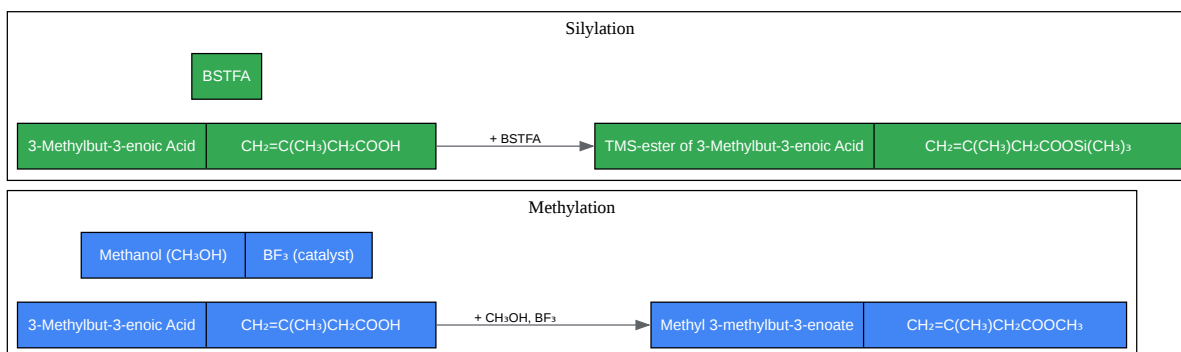 Silylation
BSTFA
3-Methylbut-3-enoic Acid CH₂=C(CH₃)CH₂COOH + BSTFA TMS-ester of 3-Methylbut-3-enoic Acid CH₂=C(CH₃)CH₂COOSi(CH₃)₃
Methylation
Methanol (CH₃OH) BF₃ (catalyst)
3-Methylbut-3-enoic Acid CH₂=C(CH₃)CH₂COOH + CH₃OH, BF₃ Methyl 3-methylbut-3-enoate CH₂=C(CH₃)CH₂COOCH₃